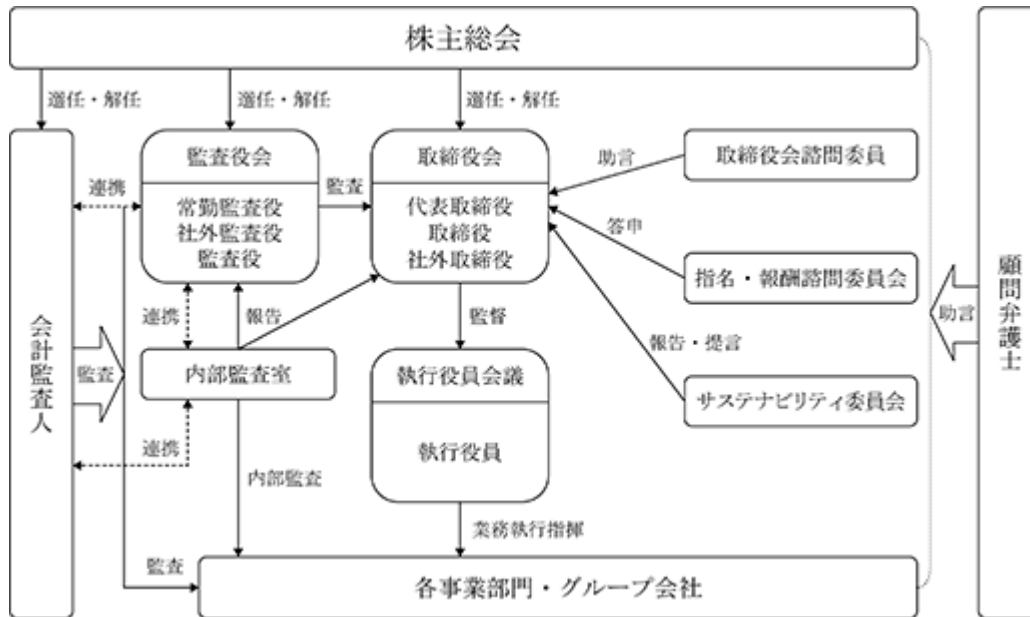 株主総会
選任・解任
選任・解任
選任・解任
会計監査人
監査役会
常勤監査役
社外監査役
監査役
取締役会
代表取締役
取締役
社外取締役
取締役会諮問委員
指名・報酬諮問委員会
サステナビリティ委員会
顧問弁護士
連携
監査
助言
答申
報告・提言
助言
連携
報告
監督
監査
内部監査室
執行役員会議
執行役員
連携
内部監査
業務執行指揮
監査
各事業部門・グループ会社